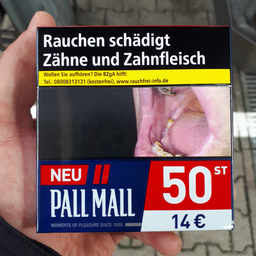 Rauchen schädigt
Zähne und Zahnfleisch
Wollen Sie aufhören? Die BZgA hilft:
Tel.: 08008313131 (kostenfrei), www.rauchfrei-info.de
NEU
PALL MALL
MOMENTS OF PLEASURE SINCE 1899
50 ST
14 €